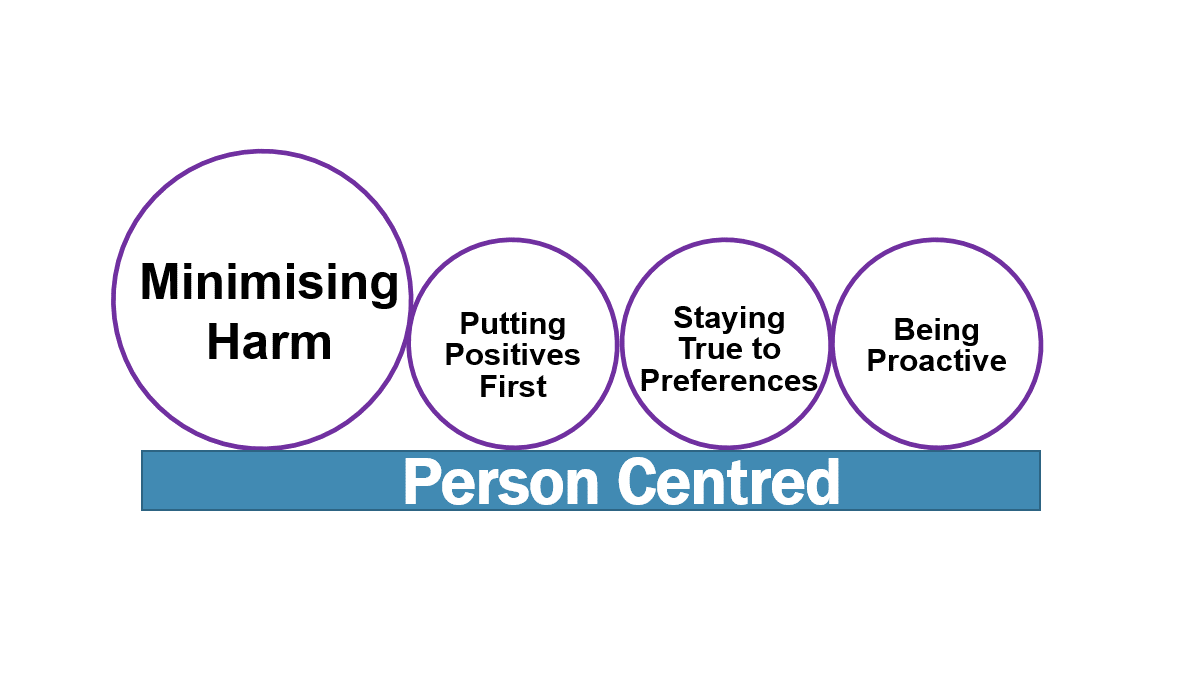 Minimising
Harm
Putting
Positives
First
Staying
True to
Preferences
Being
Proactive
Person Centred